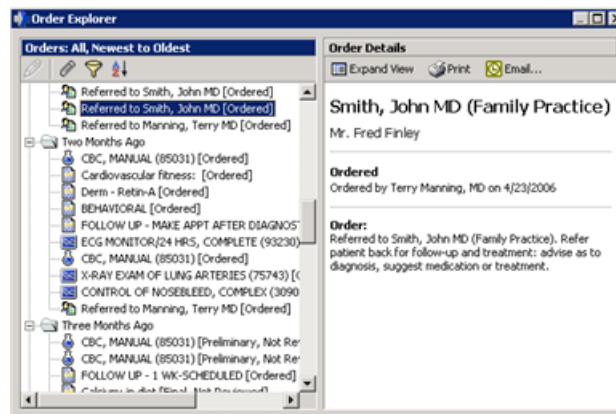 Order Explorer
Orders: All, Newest to Oldest
Referred to Smith, John MD [Ordered]
Referred to Smith, John MD [Ordered]
Referred to Manning, Terry MD [Ordered]
Two Months Ago
CBC, MANUAL (85031) [Ordered]
Cardiovascular fitness: [Ordered]
Derm - Retin-A [Ordered]
BEHAVIORAL [Ordered]
FOLLOW UP - MAKE APPT AFTER DIAGNOST
ECG MONITOR/24 HRS, COMPLETE (93230)
CBC, MANUAL (85031) [Ordered]
X-RAY EXAM OF LUNG ARTERIES (75743) [
CONTROL OF NOSEBLEED, COMPLEX (3090
Referred to Manning, Terry MD [Ordered]
Three Months Ago
CBC, MANUAL (85031) [Preliminary, Not Re
CBC, MANUAL (85031) [Preliminary, Not Re
FOLLOW UP - 1 WK-SCHEDULED [Ordered]
Calcium in diet [Final, Not Reviewed]
Order Details
Expand View Print Email...
Smith, John MD (Family Practice)
Mr. Fred Finley
Ordered
Ordered by Terry Manning, MD on 4/23/2006
Order:
Referred to Smith, John MD (Family Practice). Refer
patient back for follow-up and treatment: advise as to
diagnosis, suggest medication or treatment.